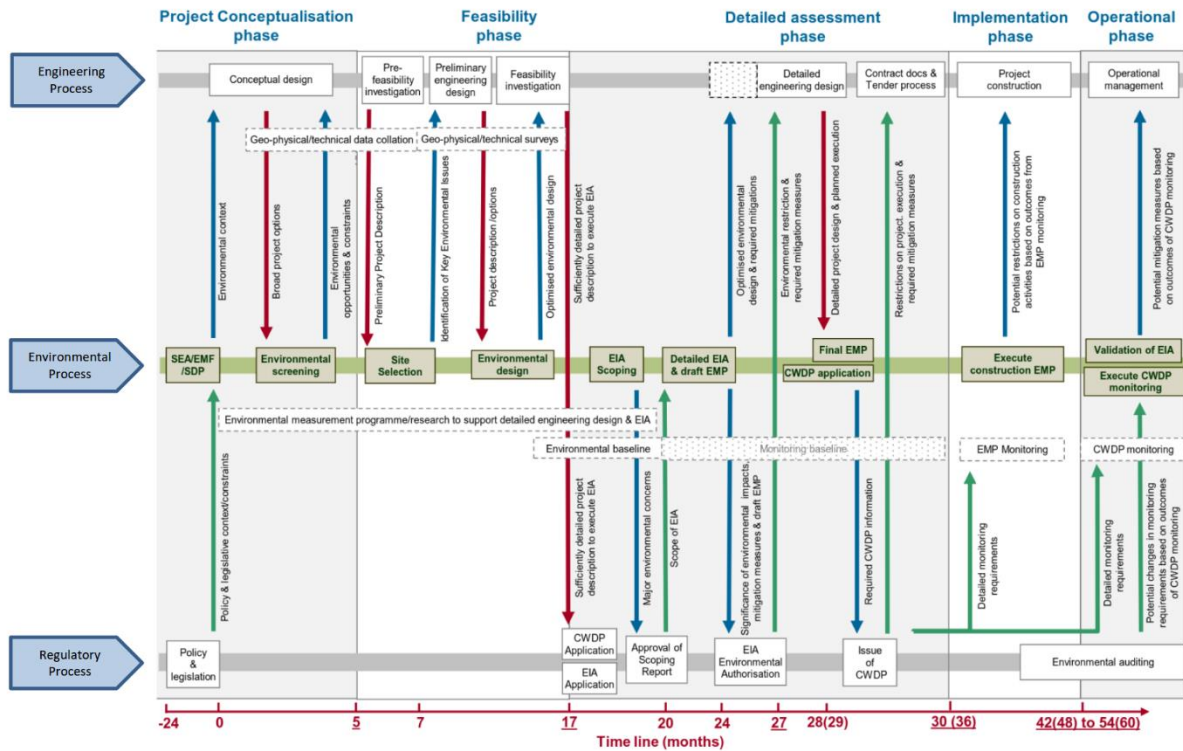 Project Conceptualisation
phase
Feasibility
phase
Detailed assessment
phase
Implementation
phase
Operational
phase
Engineering
Process
Conceptual design
Pre-
feasibility
investigation
Preliminary
engineering
design
Feasibility
investigation
Detailed
engineering design
Contract docs &
Tender process
Project
construction
Operational
management
Geo-physical/technical data collation
Geo-physical/technical surveys
Environmental context
Broad project options
Environmental
opportunities & constraints
Preliminary Project Description
Identification of Key Environmental Issues
Project description /options
Optimised environmental design
Sufficiently detailed project
description to execute EIA
Optimised environmental
design & required mitigations
Environmental restriction &
required mitigation measures
Detailed project design & planned execution
Restrictions on project. execution &
required mitigation measures
Potential restrictions on construction
activities based on outcomes from
EMP monitoring
Potential mitigation measures based
on outcomes of CWDP monitoring
Environmental
Process
SEA/EMF
/SDP
Environmental
screening
Site
Selection
Environmental
design
EIA
Scoping
Detailed EIA
& draft EMP
Final EMP
CWDP application
Execute
construction EMP
Validation of EIA
Execute CWDP
monitoring
Environmental measurement programme/research to support detailed engineering design & EIA
Environmental baseline
Monitoring baseline
EMP Monitoring
CWDP monitoring
Policy & legislative context/constraints
Sufficiently detailed project
description to execute EIA
Major environmental concerns
Scope of EIA
Significance of environmental impacts,
mitigation measures & draft EMP
Required CWDP information
Detailed monitoring
requirements
Detailed monitoring
requirements
Potential changes in monitoring
requirements based on outcomes
of CWDP monitoring
Regulatory
Process
Policy
&
legislation
CWDP
Application
EIA
Application
Approval of
Scoping
Report
EIA
Environmental
Authorisation
Issue
of
CWDP
Environmental auditing
-24 0 5 7 17 20 24 27 28(29) 30 (36) 42(48) to 54(60)
Time line (months)